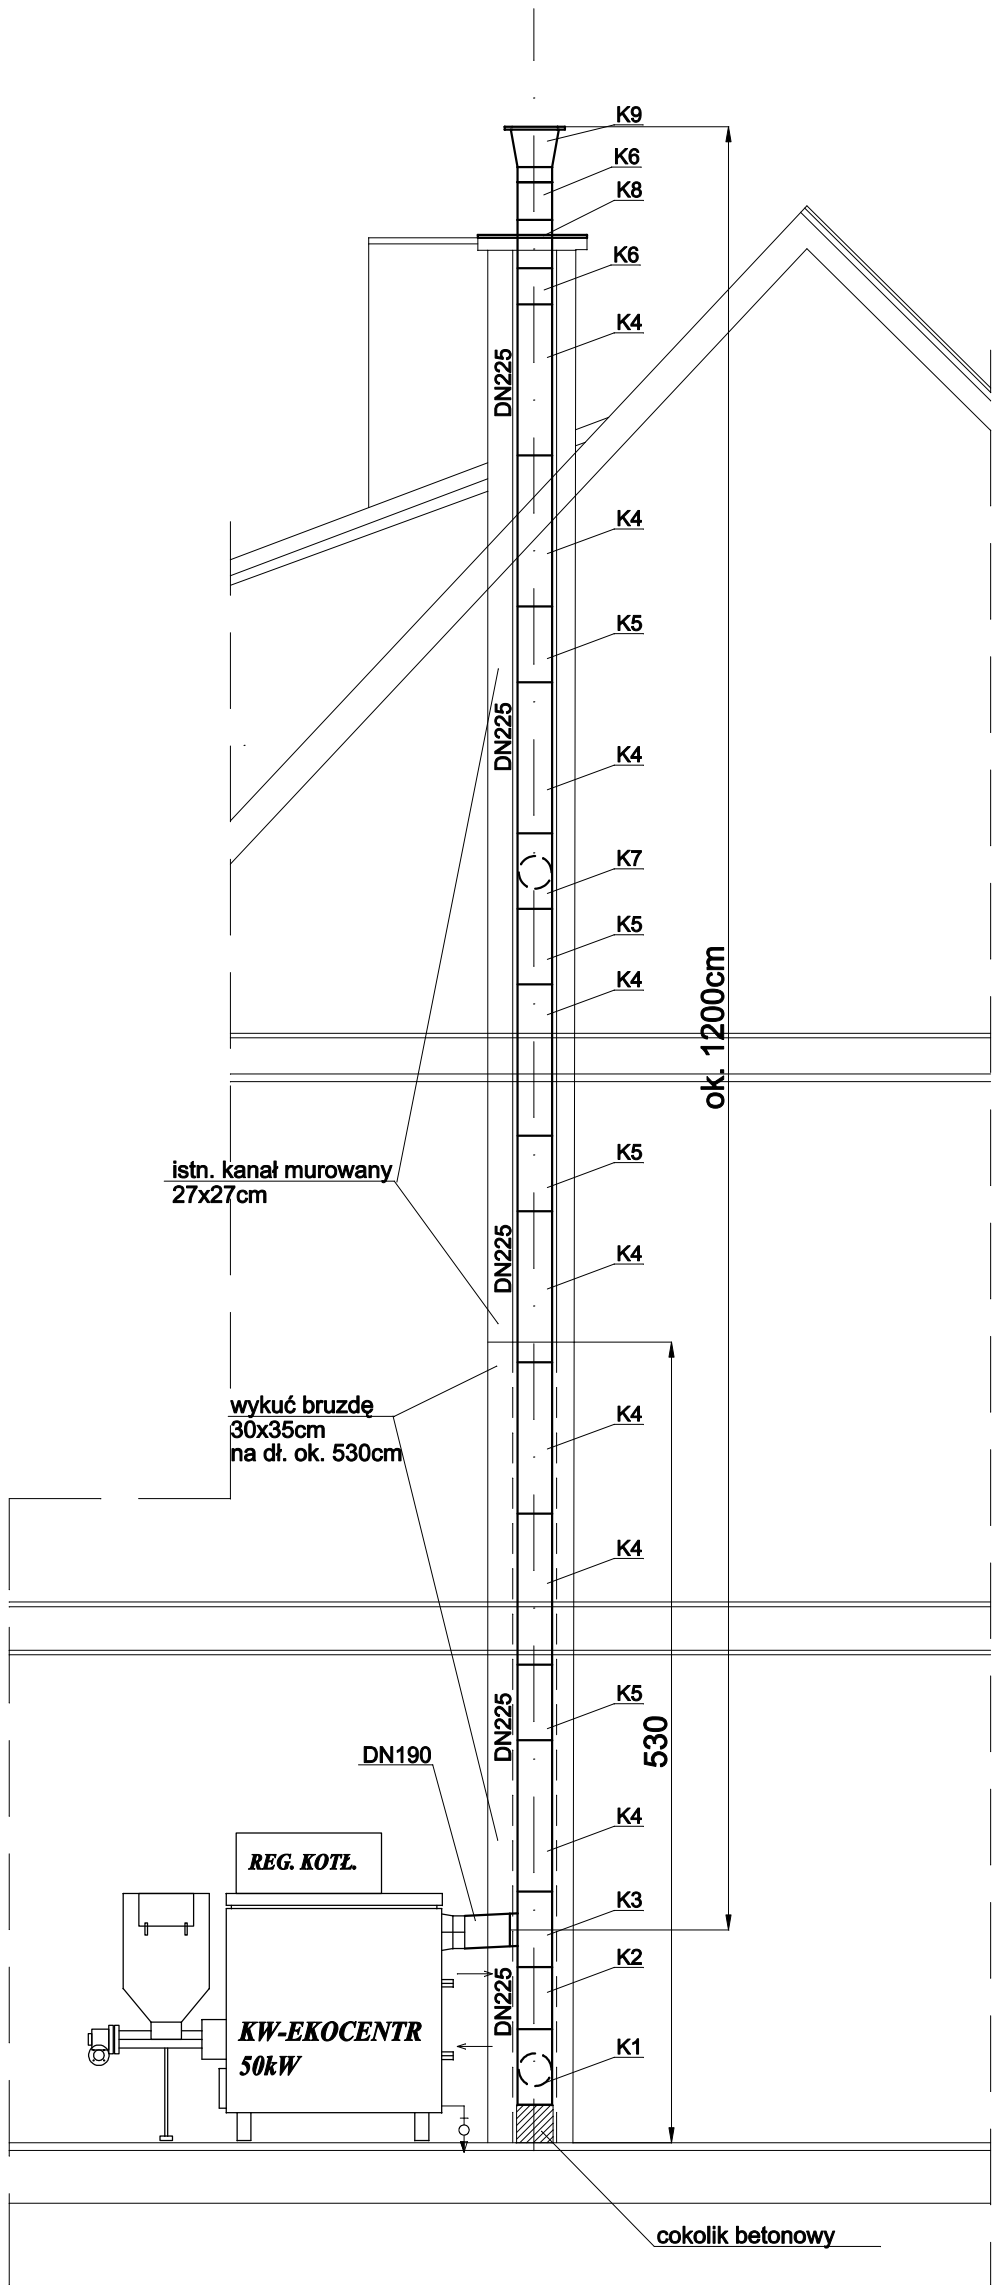 K9
K6
K8
K6
K4
DN225
K4
K5
DN225
K4
K7
K5
K4
ok. 1200cm
istn. kanał murowany
27x27cm
K5
DN225
K4
wykuć bruzdę
30x35cm
na dł. ok. 530cm
K4
K4
K5
DN225
530
DN190
K4
REG. KOTŁ.
K3
K2
DN225
KW-EKOCENTR
50kW
K1
cokolik betonowy